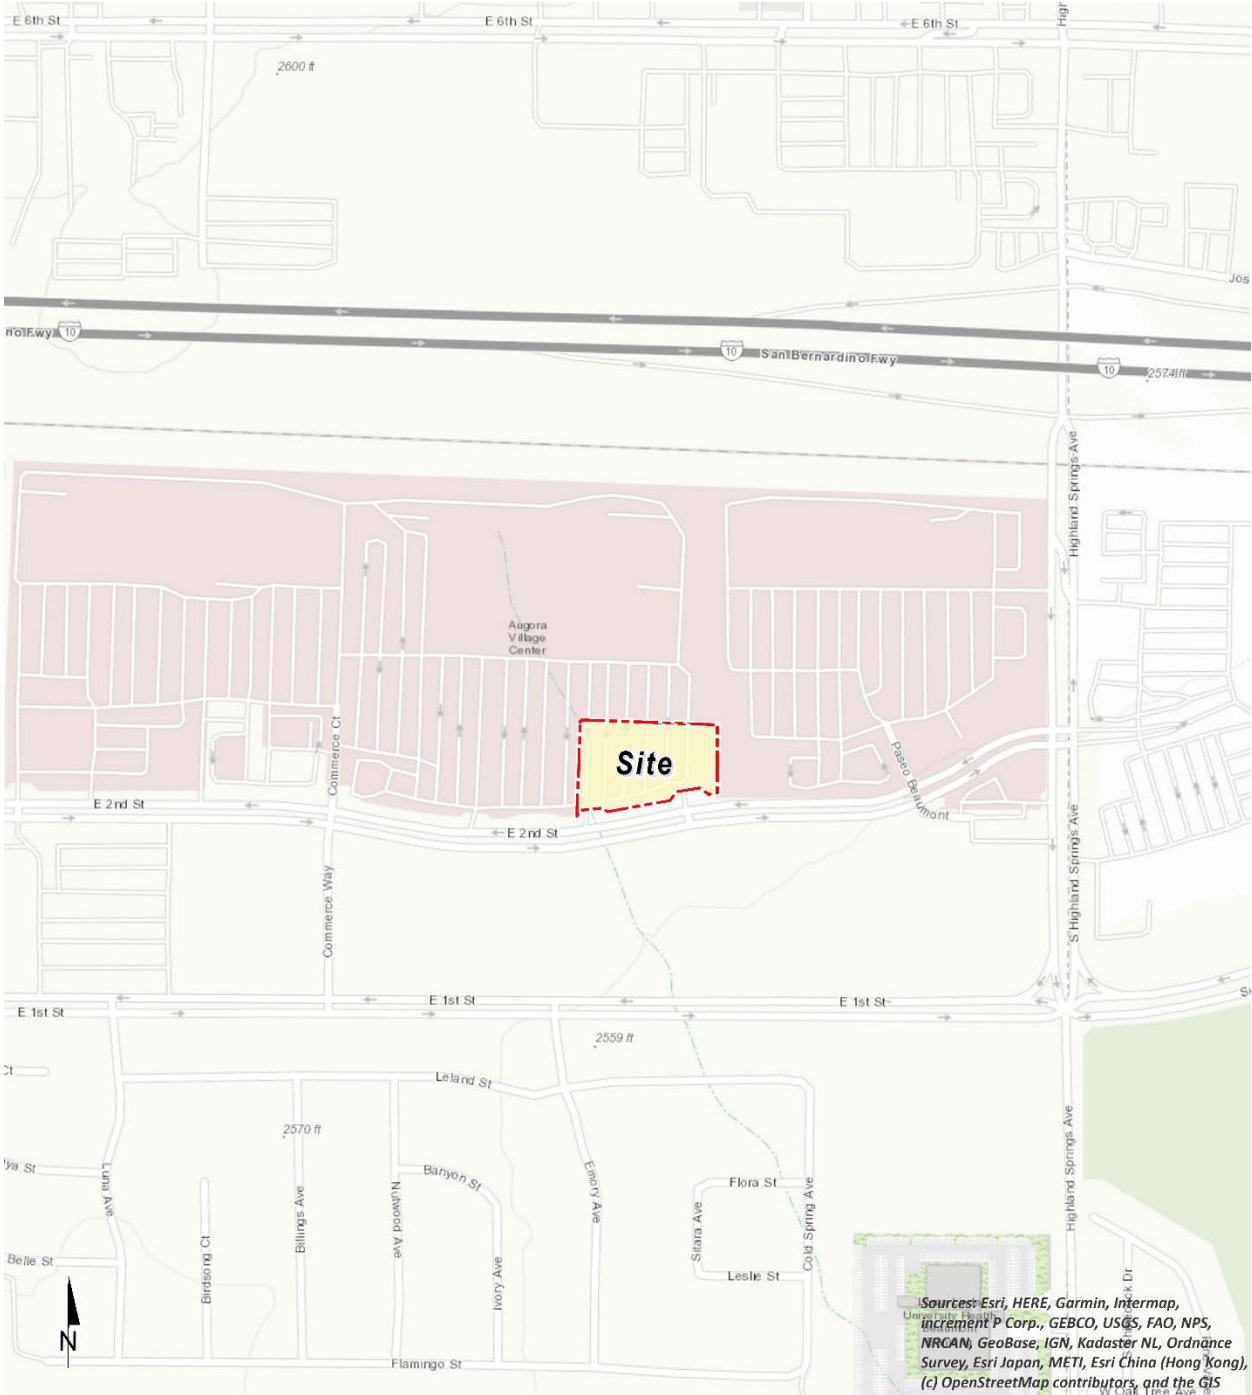 E 6th St
E 6th St
E 6th St
2600 ft
10
San Bernardino Fwy
10
10
2574 ft
Highland Springs Ave
Augora
Village
Center
Commerce Ct
Site
Paseo Beaumont
E 2nd St
E 2nd St
S Highland Springs Ave
Commerce Way
E 1st St
E 1st St
E 1st St
2559 ft
Leland St
2570 ft
Luna Ave
Banyon St
Emory Ave
Flora St
Highland Springs Ave
Billings Ave
Nutwood Ave
Sitara Ave
Cold Spring Ave
Belle St
Birdsong Ct
Ivory Ave
Leslie St
N
Flamingo St
University Health
Beaumont
Sources: Esri, HERE, Garmin, Intermap,
increment P Corp., GEBCO, USGS, FAO, NPS,
NRCAN, GeoBase, IGN, Kadaster NL, Ordnance
Survey, Esri Japan, METI, Esri China (Hong Kong),
(c) OpenStreetMap contributors, and the GIS
W Oak Tree Ave